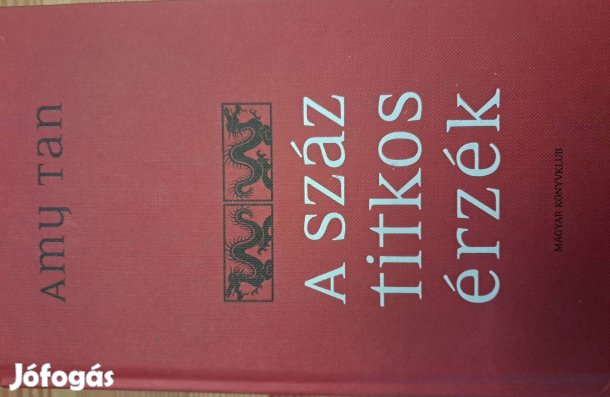 Amy Tan
A száz
titkos
érzék
MAGYAR KÖNYVKLUB
Jófogás